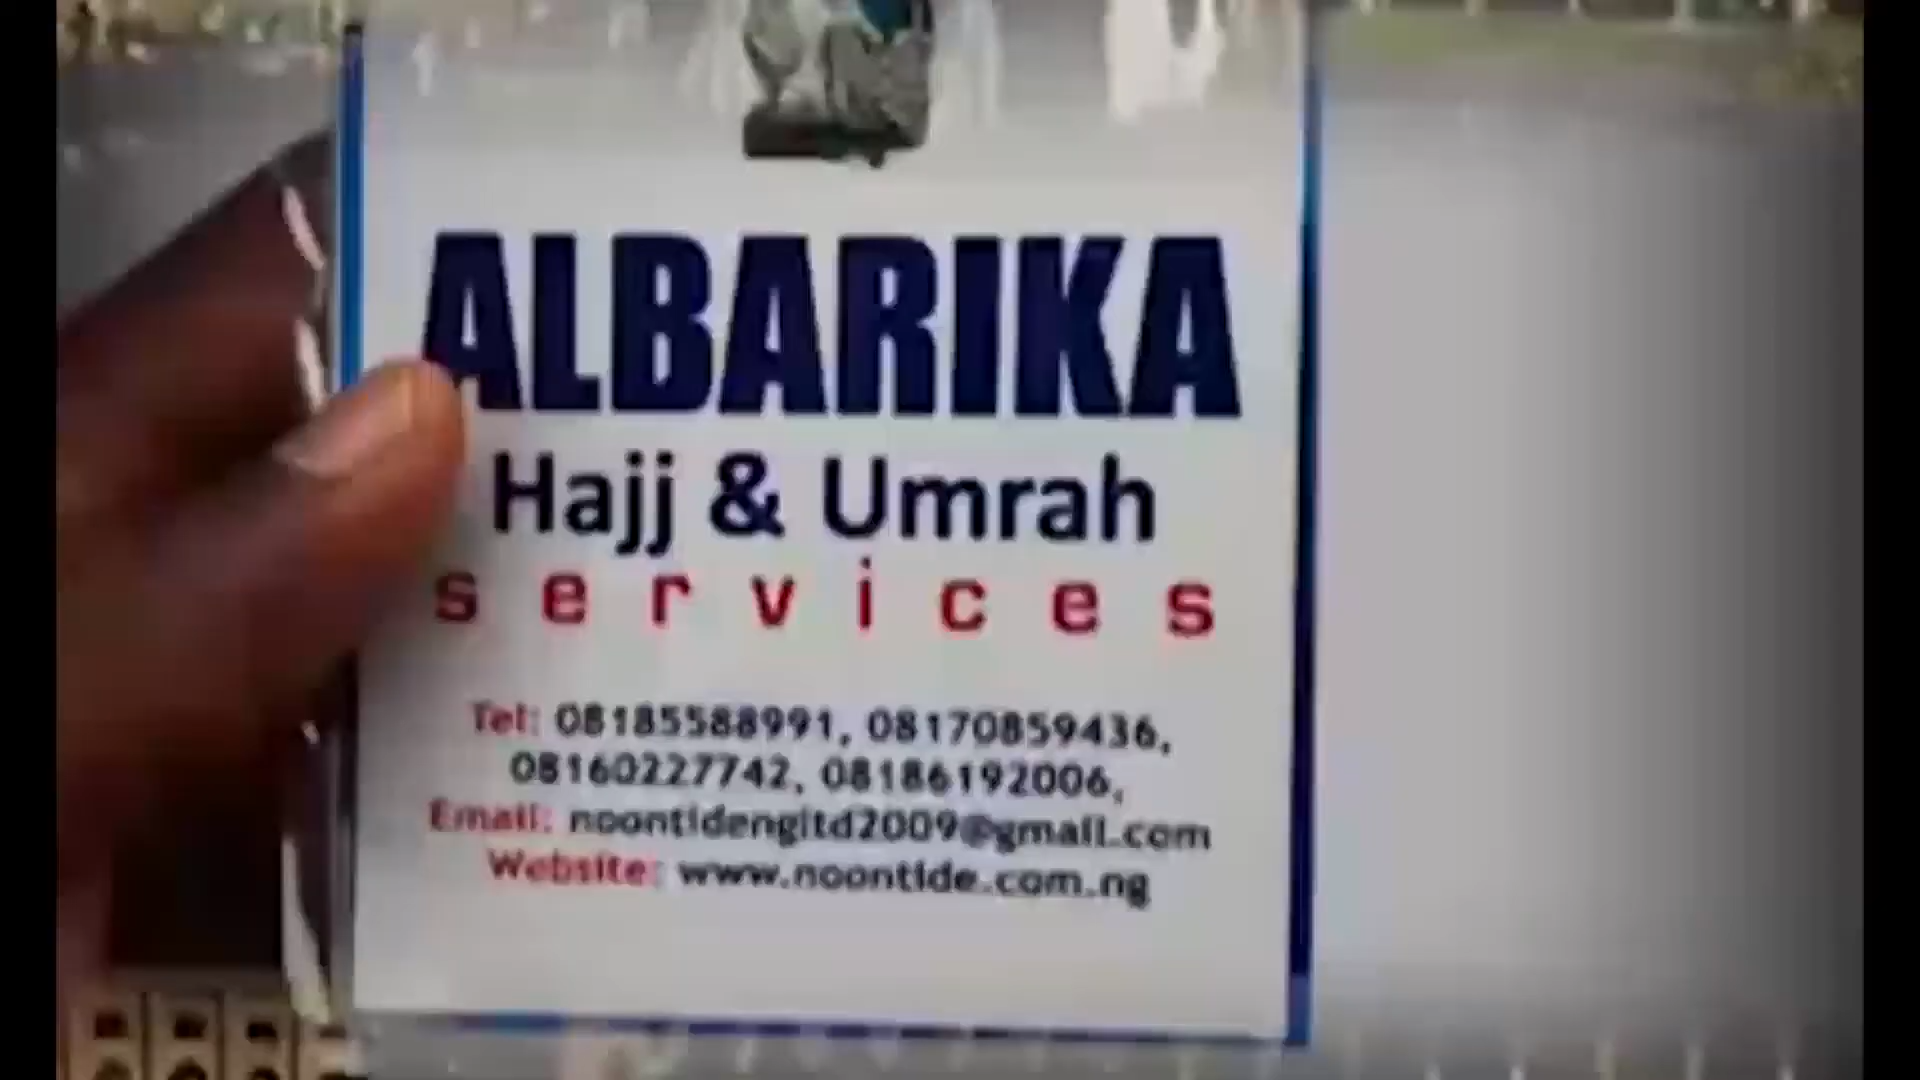 ALBARIKA
Hajj & Umrah
services
Tel: 08185588991, 08170859436,
08160227742, 08186192006,
Email: noontidengltd2009@gmail.com
Website: www.noontide.com.ng